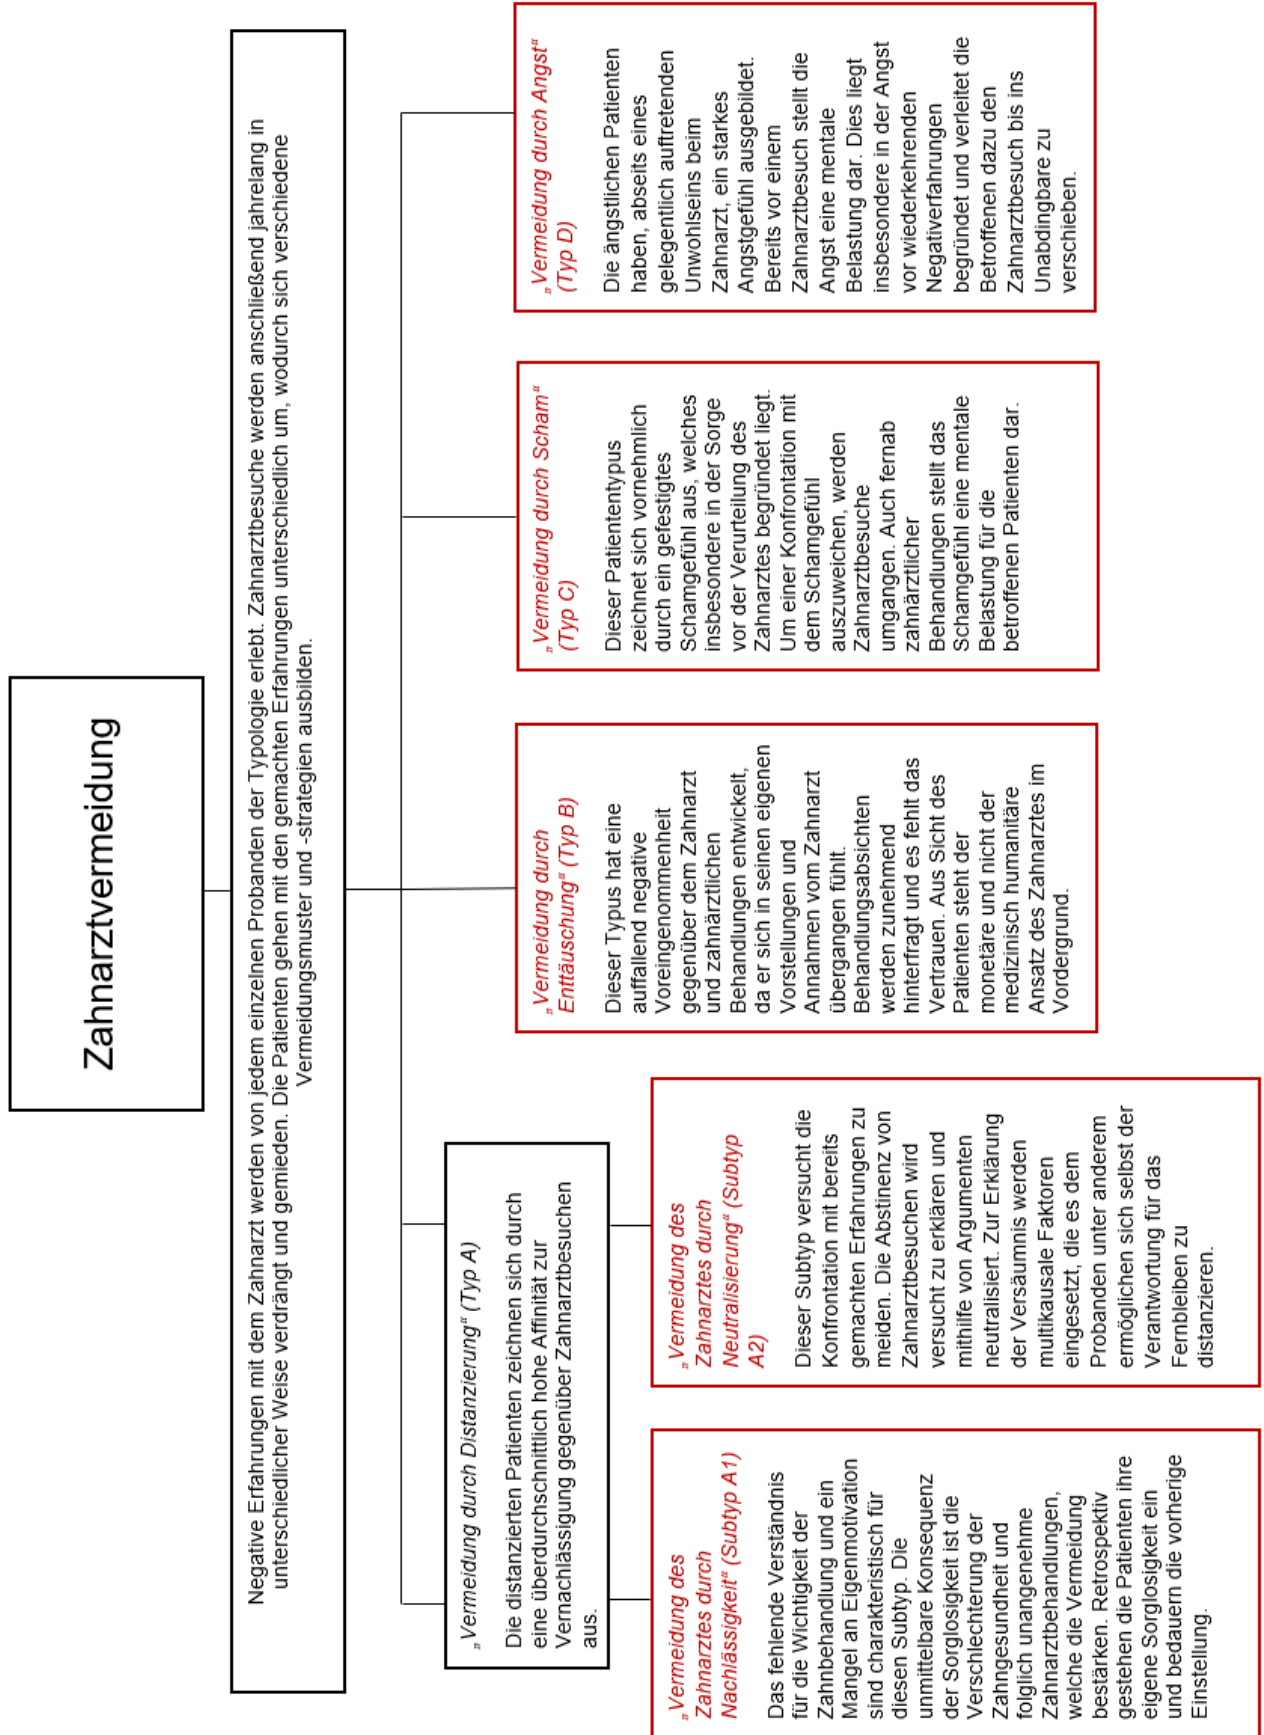 Zahnarztvermeidung
Negative Erfahrungen mit dem Zahnarzt werden von jedem einzelnen Probanden der Typologie erlebt. Zahnarztbesuche werden anschließend jahrelang in
unterschiedlicher Weise verdrängt und gemieden. Die Patienten gehen mit den gemachten Erfahrungen unterschiedlich um, wodurch sich verschiedene
Vermeidungsmuster und -strategien ausbilden.
„Vermeidung durch Distanzierung“ (Typ A)
Die distanzierten Patienten zeichnen sich durch
eine überdurchschnittlich hohe Affinität zur
Vernachlässigung gegenüber Zahnarztbesuchen
aus.
„Vermeidung des
Zahnarztes durch
Nachlässigkeit“ (Subtyp A1)
Das fehlende Verständnis
für die Wichtigkeit der
Zahnbehandlung und ein
Mangel an Eigenmotivation
sind charakteristisch für
diesen Subtyp. Die
unmittelbare Konsequenz
der Sorglosigkeit ist die
Verschlechterung der
Zahngesundheit und
folglich unangenehme
Zahnarztbehandlungen,
welche die Vermeidung
bestärken. Retrospektiv
gestehen die Patienten ihre
eigene Sorglosigkeit ein
und bedauern die vorherige
Einstellung.
„Vermeidung des
Zahnarztes durch
Neutralisierung“ (Subtyp
A2)
Dieser Subtyp versucht die
Konfrontation mit bereits
gemachten Erfahrungen zu
meiden. Die Abstinenz von
Zahnarztbesuchen wird
versucht zu erklären und
mithilfe von Argumenten
neutralisiert. Zur Erklärung
der Versäumnis werden
multikausale Faktoren
eingesetzt, die es dem
Probanden unter anderem
ermöglichen sich selbst der
Verantwortung für das
Fernbleiben zu
distanzieren.
„Vermeidung durch
Enttäuschung“ (Typ B)
Dieser Typus hat eine
auffallend negative
Voreingenommenheit
gegenüber dem Zahnarzt
und zahnärztlichen
Behandlungen entwickelt,
da er sich in seinen eigenen
Vorstellungen und
Annahmen vom Zahnarzt
übergangen fühlt.
Behandlungsabsichten
werden zunehmend
hinterfragt und es fehlt das
Vertrauen. Aus Sicht des
Patienten steht der
monetäre und nicht der
medizinisch humanitäre
Ansatz des Zahnarztes im
Vordergrund.
„Vermeidung durch Scham“
(Typ C)
Dieser Patiententypus
zeichnet sich vornehmlich
durch ein gefestigtes
Schamgefühl aus, welches
insbesondere in der Sorge
vor der Verurteilung des
Zahnarztes begründet liegt.
Um einer Konfrontation mit
dem Schamgefühl
auszuweichen, werden
Zahnarztbesuche
umgangen. Auch fernab
zahnärztlicher
Behandlungen stellt das
Schamgefühl eine mentale
Belastung für die
betroffenen Patienten dar.
„Vermeidung durch Angst“
(Typ D)
Die ängstlichen Patienten
haben, abseits eines
gelegentlich auftretenden
Unwohlseins beim
Zahnarzt, ein starkes
Angstgefühl ausgebildet.
Bereits vor einem
Zahnarztbesuch stellt die
Angst eine mentale
Belastung dar. Dies liegt
insbesondere in der Angst
vor wiederkehrenden
Negativerfahrungen
begründet und verleitet die
Betroffenen dazu den
Zahnarztbesuch bis ins
Unabdingbare zu
verschieben.